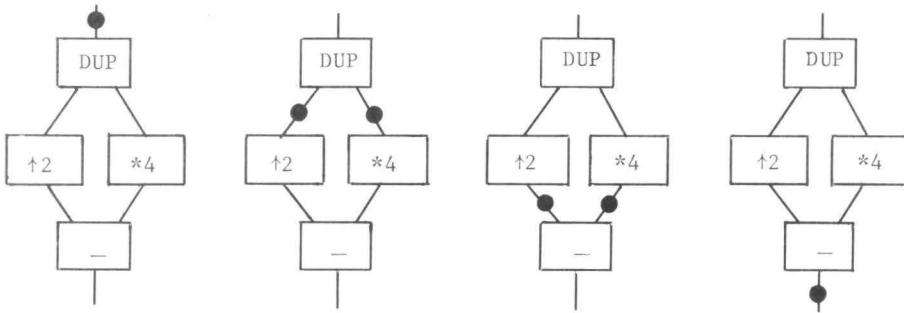 DUP DUP DUP DUP
↑2 *4 ↑2 *4 ↑2 *4 ↑2 *4
— — — —